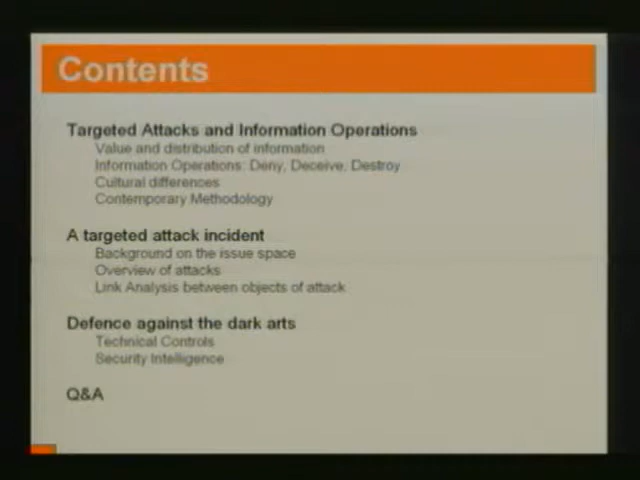 Contents
Targeted Attacks and Information Operations
Value and distribution of information
Information Operations: Deny, Deceive, Destroy
Cultural differences
Contemporary Methodology
A targeted attack incident
Background on the issue space
Overview of attacks
Link Analysis between objects of attack
Defence against the dark arts
Technical Controls
Security Intelligence
Q&A